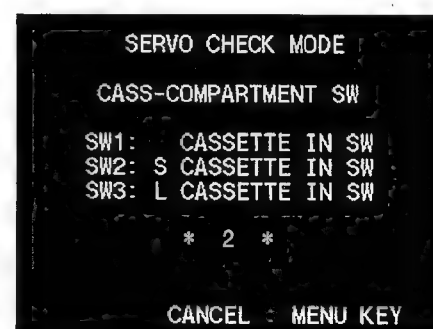 SERVO CHECK MODE
CASS-COMPARTMENT SW
SW1: CASSETTE IN SW
SW2: S CASSETTE IN SW
SW3: L CASSETTE IN SW
* 2 *
CANCEL : MENU KEY